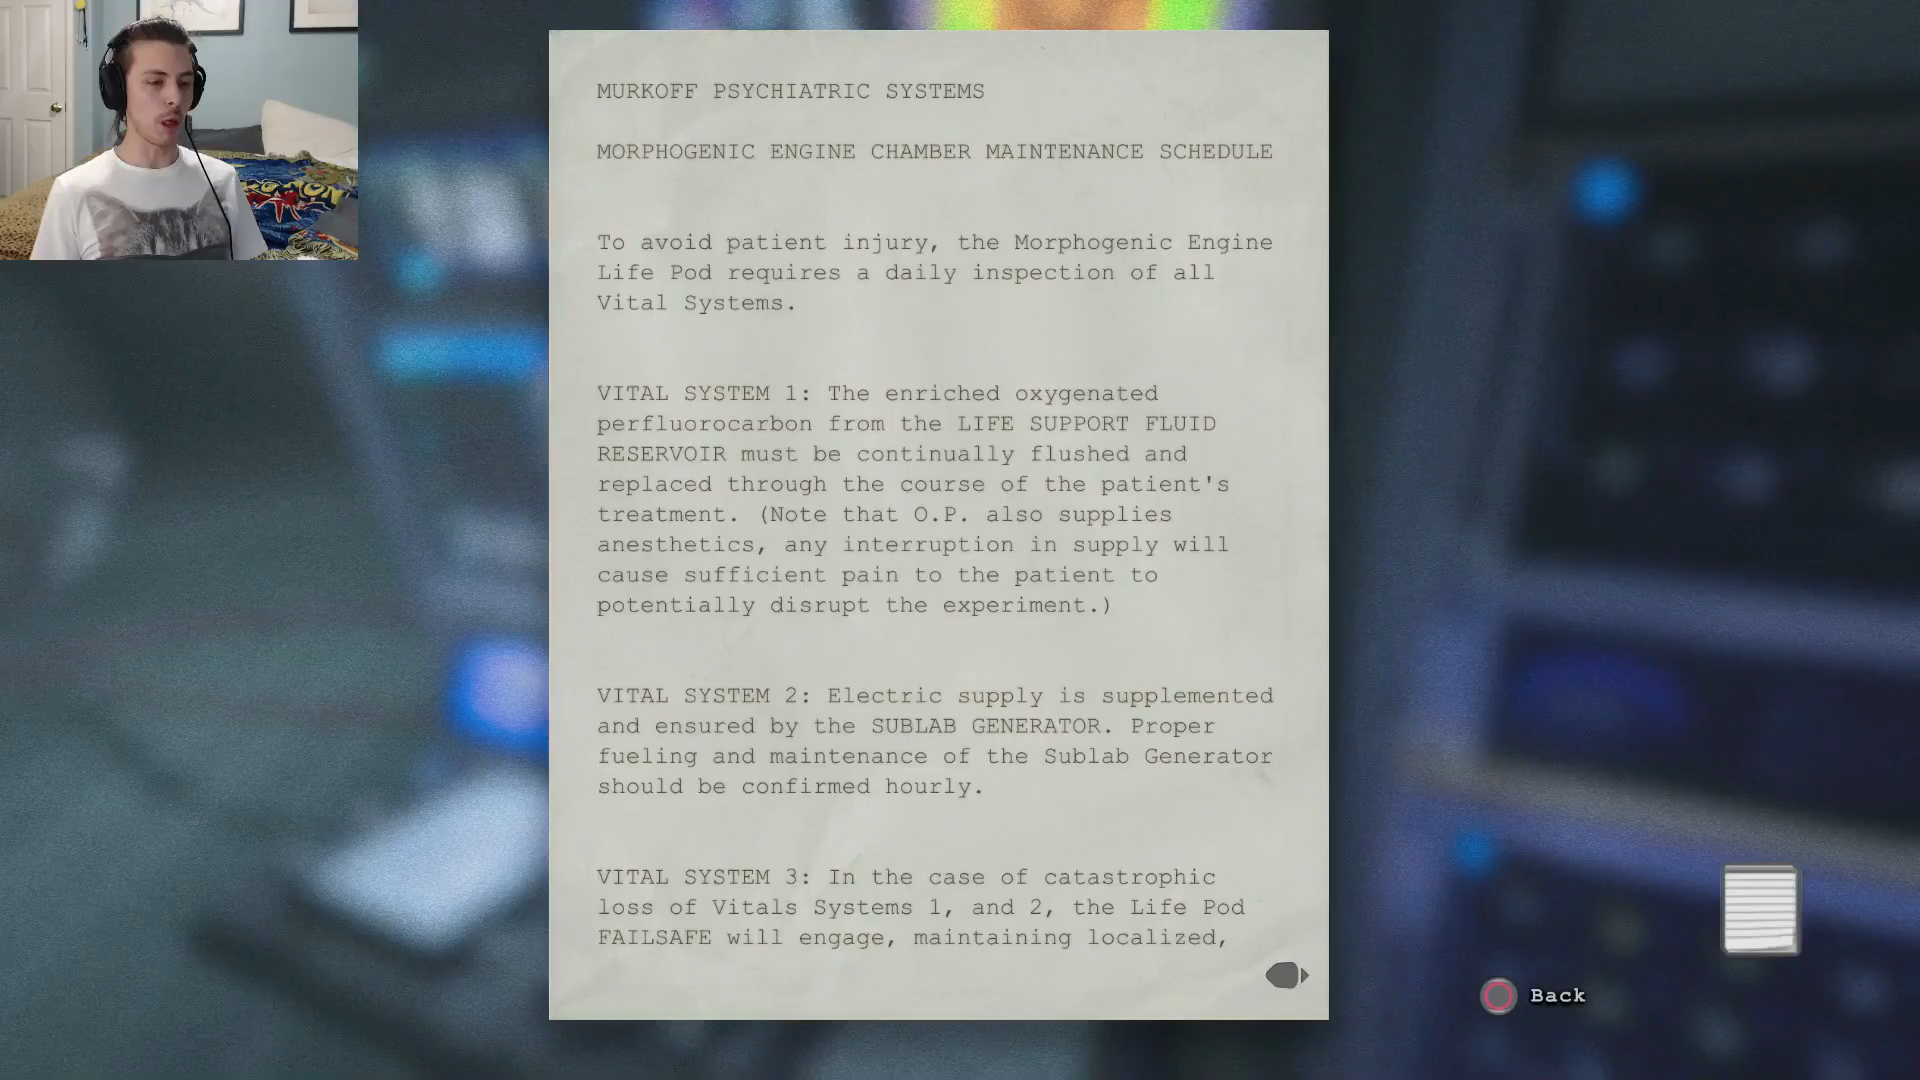 MURKOFF PSYCHIATRIC SYSTEMS
MORPHOGENIC ENGINE CHAMBER MAINTENANCE SCHEDULE
To avoid patient injury, the Morphogenic Engine
Life Pod requires a daily inspection of all
Vital Systems.
VITAL SYSTEM 1: The enriched oxygenated
perfluorocarbon from the LIFE SUPPORT FLUID
RESERVOIR must be continually flushed and
replaced through the course of the patient's
treatment. (Note that O.P. also supplies
anesthetics, any interruption in supply will
cause sufficient pain to the patient to
potentially disrupt the experiment.)
VITAL SYSTEM 2: Electric supply is supplemented
and ensured by the SUBLAB GENERATOR. Proper
fueling and maintenance of the Sublab Generator
should be confirmed hourly.
VITAL SYSTEM 3: In the case of catastrophic
loss of Vitals Systems 1, and 2, the Life Pod
FAILSAFE will engage, maintaining localized,
Back